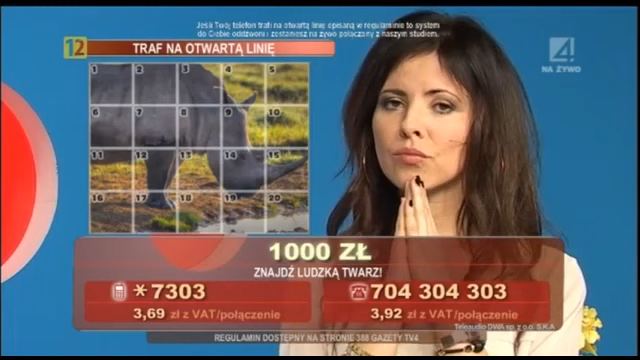 Jeśli Twój telefon trafi na otwartą linię opisaną w regulaminie to system
do Ciebie oddzwoni i zostaniesz na żywo połączany z naszym studiem.
12 TRAF NA OTWARTĄ LINIĘ
4!
NA ŻYWO
1 2 3 4 5
6 7 8 9 10
11 12 13 14 15
16 17 18 19 20
1000 ZŁ
ZNAJDŹ LUDZKĄ TWARZ!
*7303
3,69 zł z VAT/połączenie
704 304 303
3,92 zł z VAT/połączenie
Teleaudio DWA sp. z o.o. S.K.A
REGULAMIN DOSTĘPNY NA STRONIE 388 GAZETY TV4